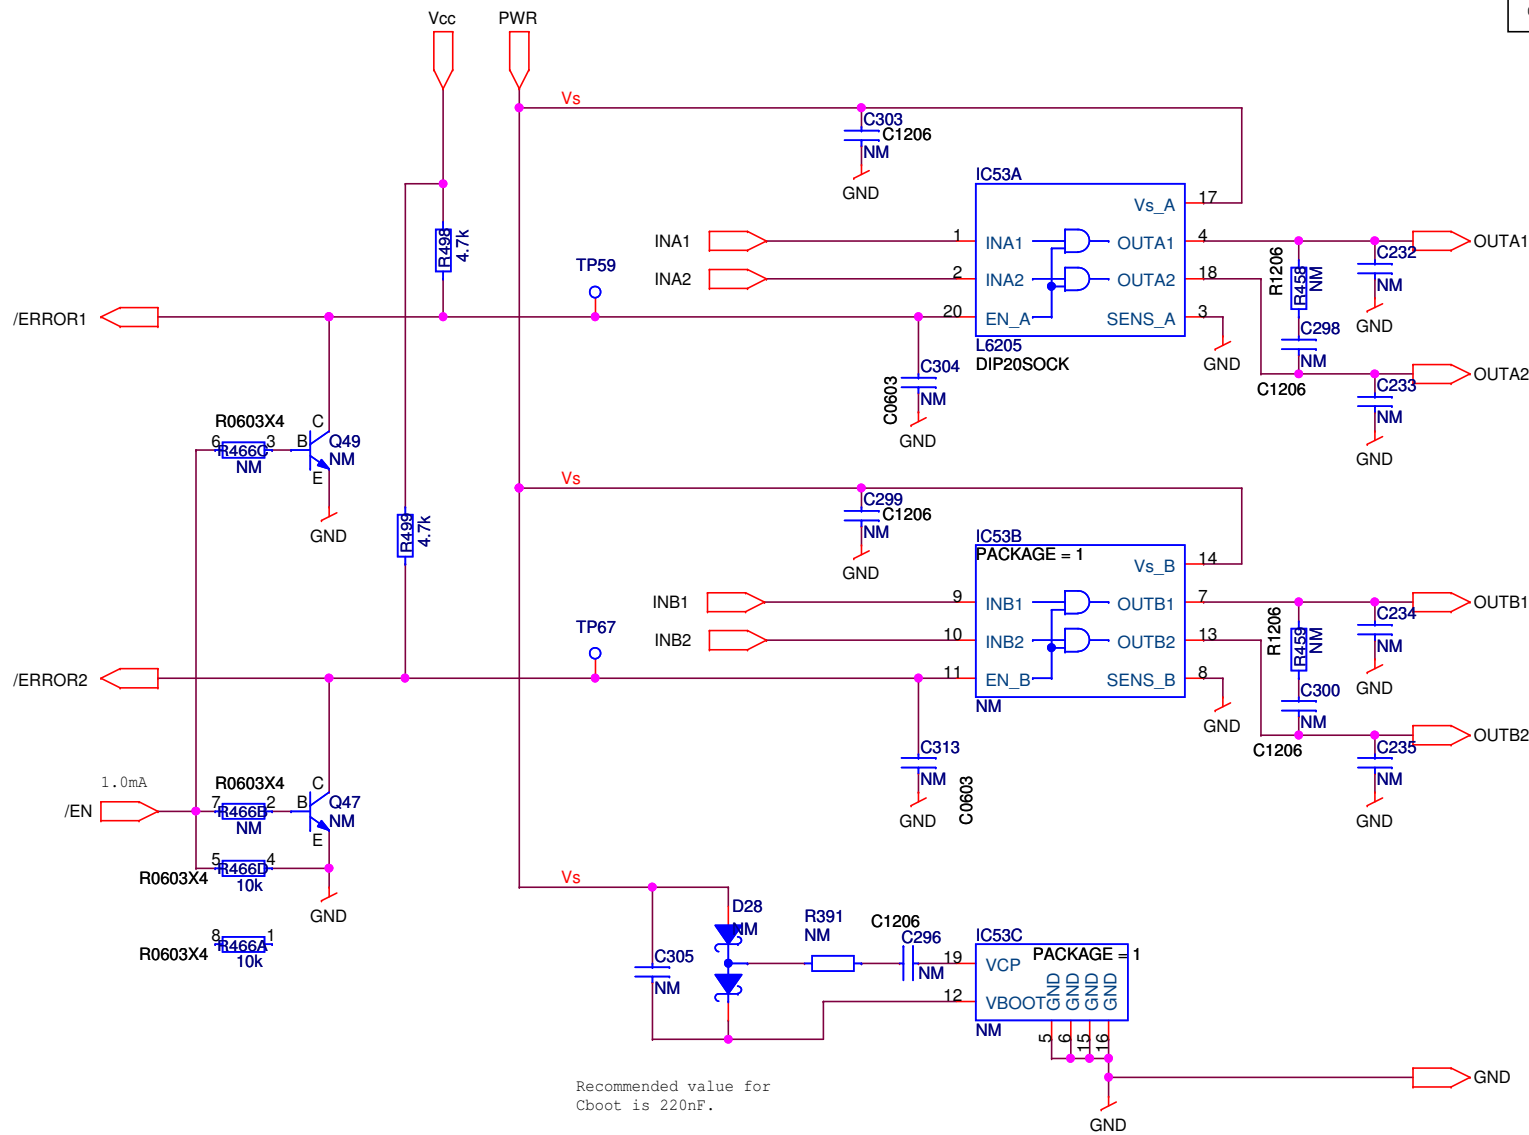 Vcc
PWR
Vs
C303
C1206
NM
GND
IC53A
Vs_A
17
INA1
1
INA1
OUTA1
4
OUTA1
INA2
2
INA2
OUTA2
18
R1206
R458
NM
C232
NM
GND
R498
4.7k
TP59
/ERROR1
20
EN_A
SENS_A
3
GND
L6205
DIP20SOCK
C298
NM
C1206
OUTA2
C233
NM
GND
C304
NM
C0603
GND
R0603X4
6
R466C
3
NM
B
C
E
Q49
NM
GND
R499
4.7k
Vs
C299
C1206
NM
GND
IC53B
PACKAGE = 1
Vs_B
14
INB1
9
INB1
OUTB1
7
OUTB1
INB2
10
INB2
OUTB2
13
R1206
R459
NM
C234
NM
GND
TP67
/ERROR2
11
EN_B
SENS_B
8
GND
NM
C300
NM
C1206
OUTB2
C235
NM
GND
C313
NM
C0603
GND
1.0mA
/EN
R0603X4
7
R466B
2
NM
B
C
E
Q47
NM
5
R466D
4
R0603X4
10k
GND
8
R466A
1
R0603X4
10k
Vs
D28
NM
R391
NM
C1206
C296
NM
C305
NM
IC53C
PACKAGE = 1
19
VCP
12
VBOOT
GND
GND
GND
GND
NM
5
6
15
16
GND
GND
Recommended value for
Cboot is 220nF.